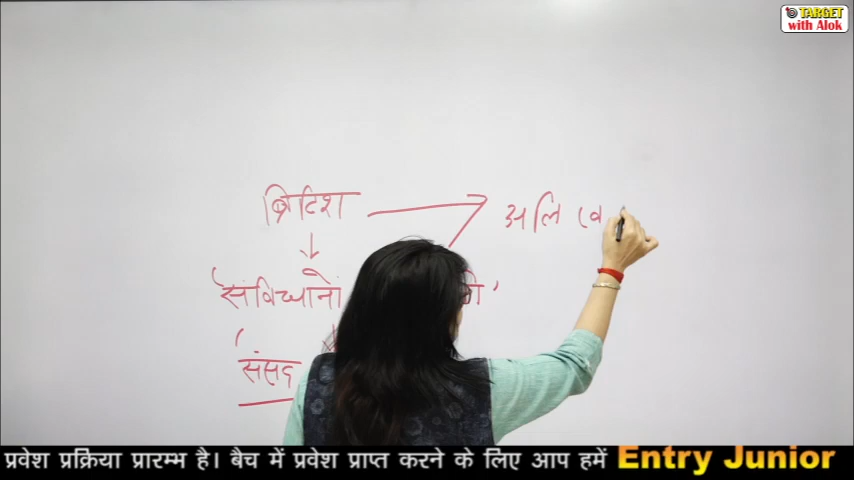 TARGET
with Alok
ब्रिटिश → अलि
↓
'संविधानों
'संसद
प्रवेश प्रक्रिया प्रारम्भ है। बैच में प्रवेश प्राप्त करने के लिए आप हमें Entry Junior